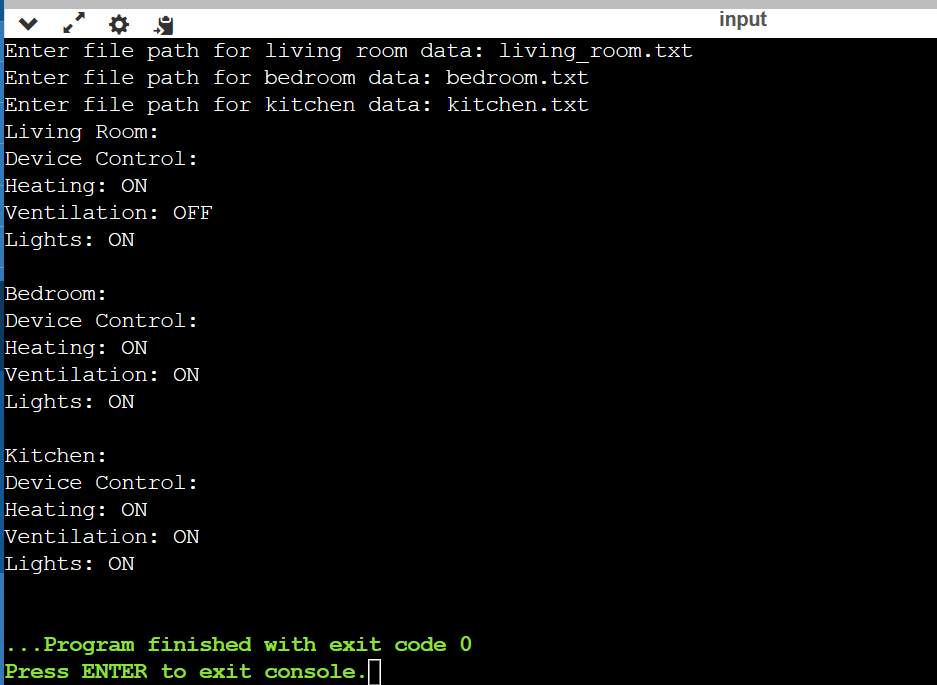 input
Enter file path for living room data: living_room.txt
Enter file path for bedroom data: bedroom.txt
Enter file path for kitchen data: kitchen.txt
Living Room:
Device Control:
Heating: ON
Ventilation: OFF
Lights: ON
Bedroom:
Device Control:
Heating: ON
Ventilation: ON
Lights: ON
Kitchen:
Device Control:
Heating: ON
Ventilation: ON
Lights: ON
...Program finished with exit code 0
Press ENTER to exit console.